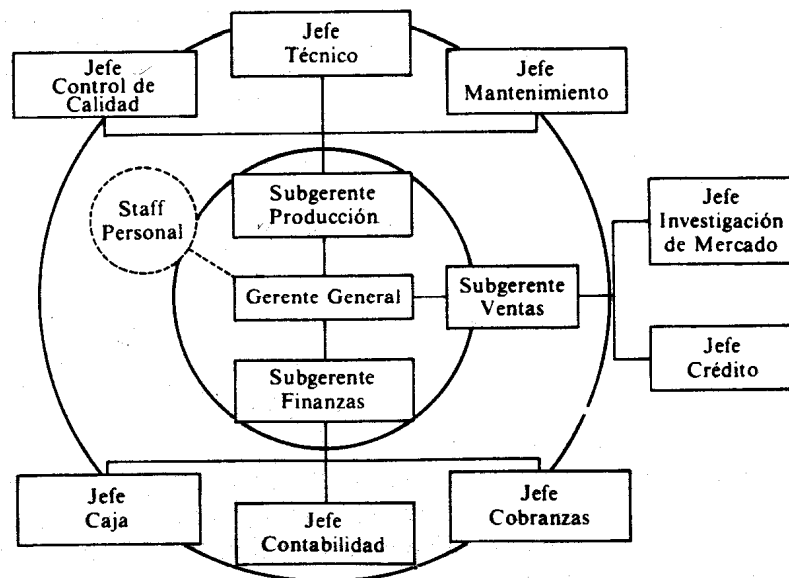 Jefe
Técnico
Jefe
Control de
Calidad
Jefe
Mantenimiento
Staff
Personal
Subgerente
Producción
Jefe
Investigación
de Mercado
Gerente General
Subgerente
Ventas
Subgerente
Finanzas
Jefe
Crédito
Jefe
Caja
Jefe
Contabilidad
Jefe
Cobranzas